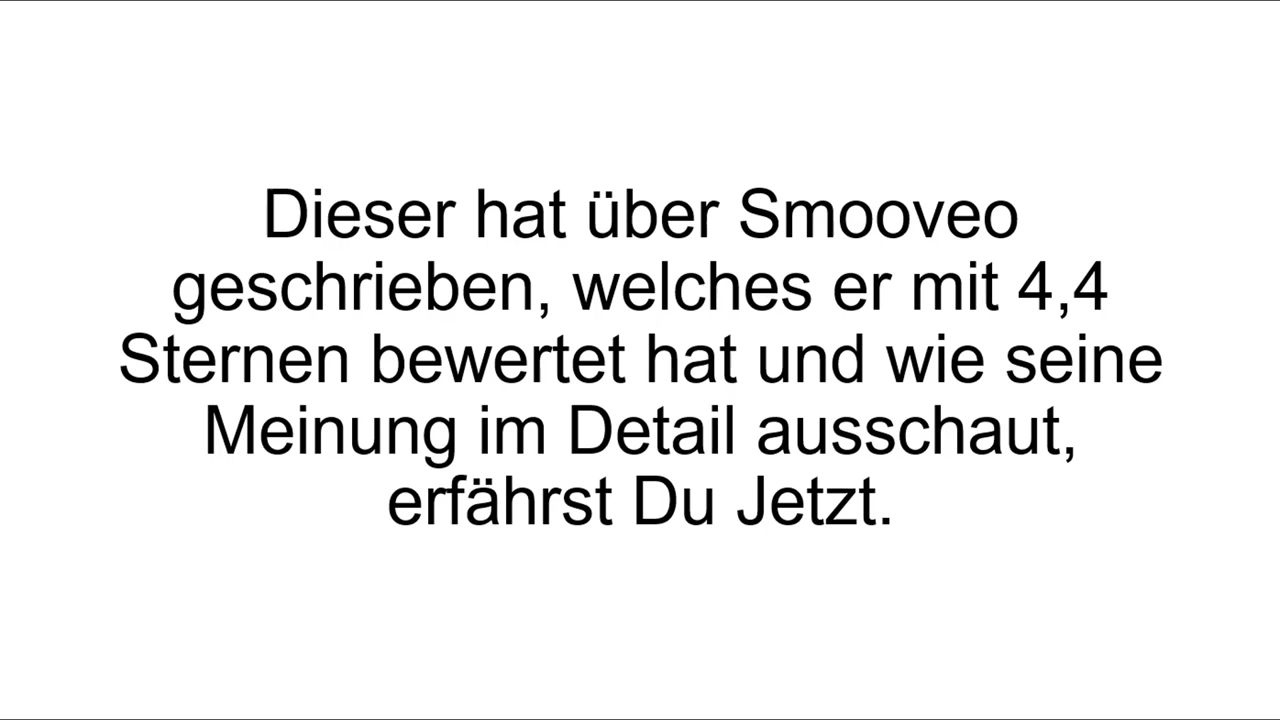 Dieser hat über Smooveo
geschrieben, welches er mit 4,4
Sternen bewertet hat und wie seine
Meinung im Detail ausschaut,
erfährst Du Jetzt.